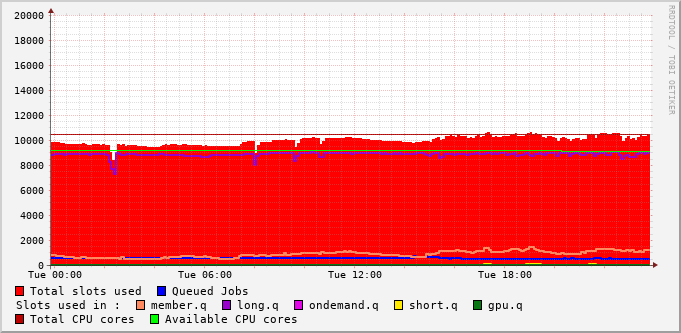 RRDTOOL / TOBI OETIKER
20000
18000
16000
14000
12000
10000
8000
6000
4000
2000
0
Tue 00:00 Tue 06:00 Tue 12:00 Tue 18:00
Total slots used Queued Jobs
Slots used in : member.q long.q ondemand.q short.q gpu.q
Total CPU cores Available CPU cores